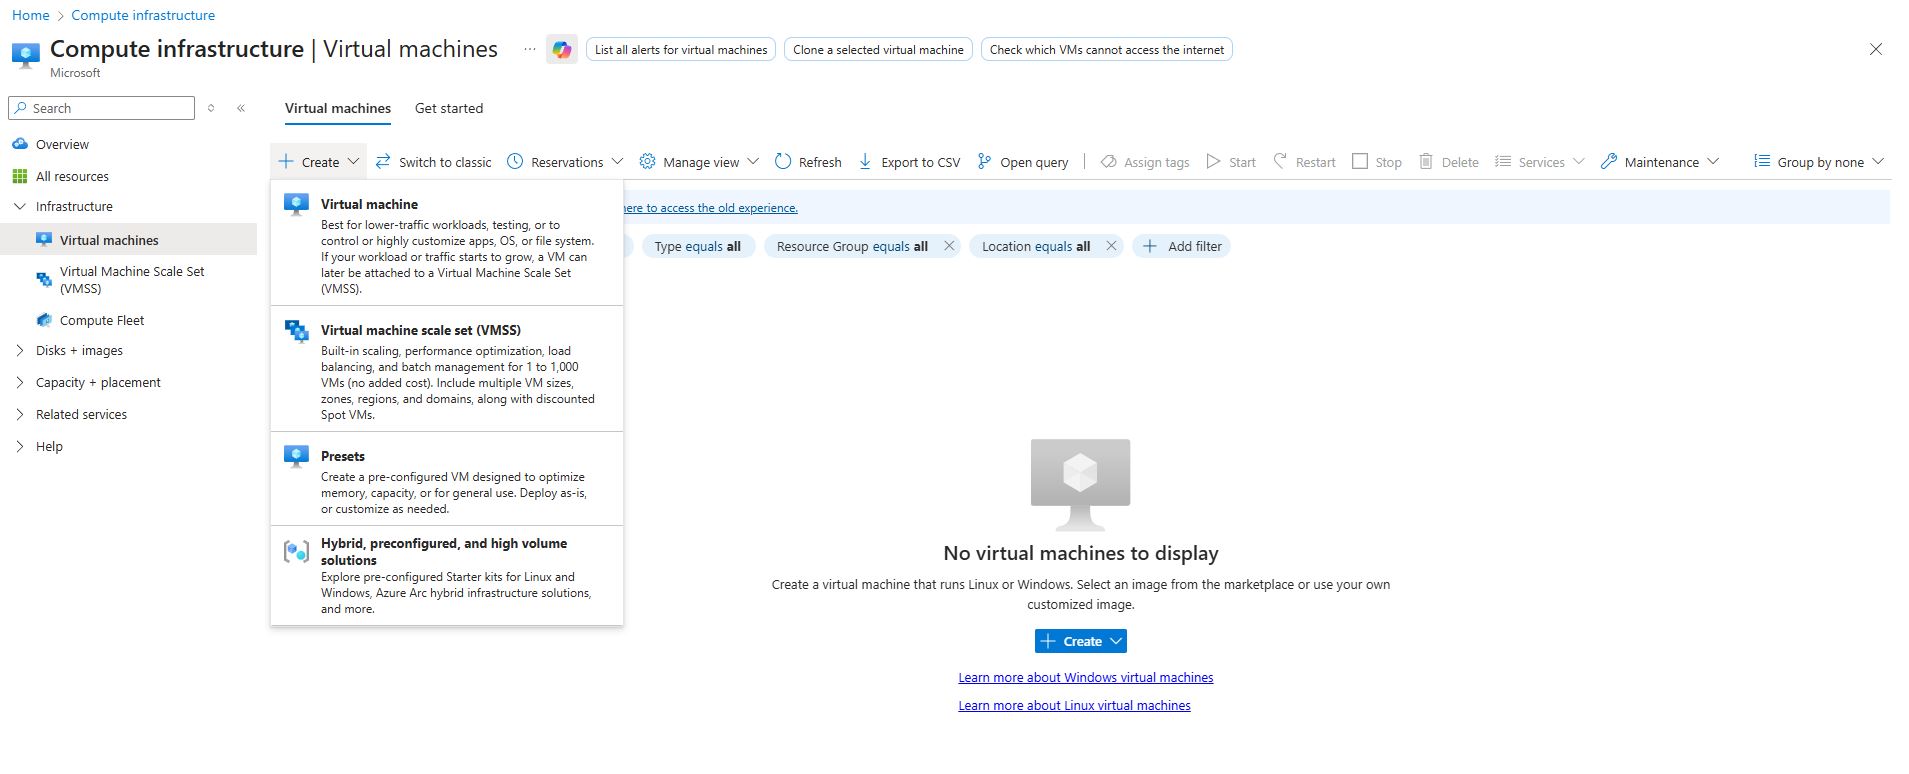 Home > Compute infrastructure
Compute infrastructure | Virtual machines ... List all alerts for virtual machines Clone a selected virtual machine Check which VMs cannot access the internet
Microsoft
Search
Overview
All resources
Infrastructure
Virtual machines
Virtual Machine Scale Set
(VMSS)
Compute Fleet
Disks + images
Capacity + placement
Related services
Help
Virtual machines Get started
Create Switch to classic Reservations Manage view Refresh Export to CSV Open query Assign tags Start Restart Stop Delete Services Maintenance Group by none
Virtual machine
Best for lower-traffic workloads, testing, or to
control or highly customize apps, OS, or file system.
If your workload or traffic starts to grow, a VM can
later be attached to a Virtual Machine Scale Set
(VMSS).
Virtual machine scale set (VMSS)
Built-in scaling, performance optimization, load
balancing, and batch management for 1 to 1,000
VMs (no added cost). Include multiple VM sizes,
zones, regions, and domains, along with discounted
Spot VMs.
Presets
Create a pre-configured VM designed to optimize
memory, capacity, or for general use. Deploy as-is,
or customize as needed.
Hybrid, preconfigured, and high volume
solutions
Explore pre-configured Starter kits for Linux and
Windows, Azure Arc hybrid infrastructure solutions,
and more.
to access the old experience.
Type equals all Resource Group equals all Location equals all Add filter
No virtual machines to display
Create a virtual machine that runs Linux or Windows. Select an image from the marketplace or use your own
customized image.
Create
Learn more about Windows virtual machines
Learn more about Linux virtual machines